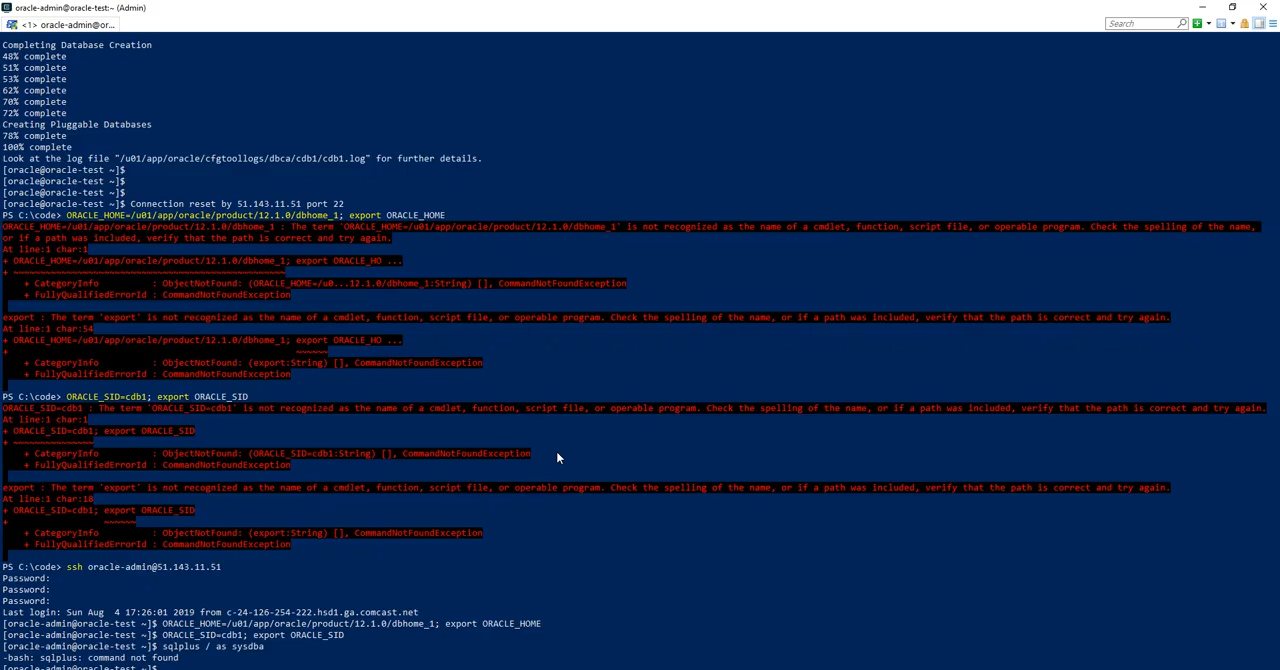 oracle-admin@oracle-test:~ (Admin)
<1> oracle-admin@or...
Search
Completing Database Creation
48% complete
51% complete
53% complete
62% complete
70% complete
72% complete
Creating Pluggable Databases
78% complete
100% complete
Look at the log file "/u01/app/oracle/cfgtoollogs/dbca/cdb1/cdb1.log" for further details.
[oracle@oracle-test ~]$
[oracle@oracle-test ~]$
[oracle@oracle-test ~]$
[oracle@oracle-test ~]$ Connection reset by 51.143.11.51 port 22
PS C:\code> ORACLE_HOME=/u01/app/oracle/product/12.1.0/dbhome_1; export ORACLE_HOME
ORACLE_HOME=/u01/app/oracle/product/12.1.0/dbhome_1 : The term 'ORACLE_HOME=/u01/app/oracle/product/12.1.0/dbhome_1' is not recognized as the name of a cmdlet, function, script file, or operable program. Check the spelling of the name,
or if a path was included, verify that the path is correct and try again.
At line:1 char:1
+ ORACLE_HOME=/u01/app/oracle/product/12.1.0/dbhome_1; export ORACLE_HO ...
+ ~~~~~~~~~~~~~~~~~~~~~~~~~~~~~~~~~~~~~~~~~~~~~~~~~~~
+ CategoryInfo : ObjectNotFound: (ORACLE_HOME=/u0...12.1.0/dbhome_1:String) [], CommandNotFoundException
+ FullyQualifiedErrorId : CommandNotFoundException
export : The term 'export' is not recognized as the name of a cmdlet, function, script file, or operable program. Check the spelling of the name, or if a path was included, verify that the path is correct and try again.
At line:1 char:54
+ ORACLE_HOME=/u01/app/oracle/product/12.1.0/dbhome_1; export ORACLE_HO ...
+ ~~~~~~
+ CategoryInfo : ObjectNotFound: (export:String) [], CommandNotFoundException
+ FullyQualifiedErrorId : CommandNotFoundException
PS C:\code> ORACLE_SID=cdb1; export ORACLE_SID
ORACLE_SID=cdb1 : The term 'ORACLE_SID=cdb1' is not recognized as the name of a cmdlet, function, script file, or operable program. Check the spelling of the name, or if a path was included, verify that the path is correct and try again.
At line:1 char:1
+ ORACLE_SID=cdb1; export ORACLE_SID
+ ~~~~~~~~~~~~~~~
+ CategoryInfo : ObjectNotFound: (ORACLE_SID=cdb1:String) [], CommandNotFoundException
+ FullyQualifiedErrorId : CommandNotFoundException
export : The term 'export' is not recognized as the name of a cmdlet, function, script file, or operable program. Check the spelling of the name, or if a path was included, verify that the path is correct and try again.
At line:1 char:18
+ ORACLE_SID=cdb1; export ORACLE_SID
+ ~~~~~~
+ CategoryInfo : ObjectNotFound: (export:String) [], CommandNotFoundException
+ FullyQualifiedErrorId : CommandNotFoundException
PS C:\code> ssh oracle-admin@51.143.11.51
Password:
Password:
Password:
Last login: Sun Aug  4 17:26:01 2019 from c-24-126-254-222.hsd1.ga.comcast.net
[oracle-admin@oracle-test ~]$ ORACLE_HOME=/u01/app/oracle/product/12.1.0/dbhome_1; export ORACLE_HOME
[oracle-admin@oracle-test ~]$ ORACLE_SID=cdb1; export ORACLE_SID
[oracle-admin@oracle-test ~]$ sqlplus / as sysdba
-bash: sqlplus: command not found
[oracle-admin@oracle-test ~]$